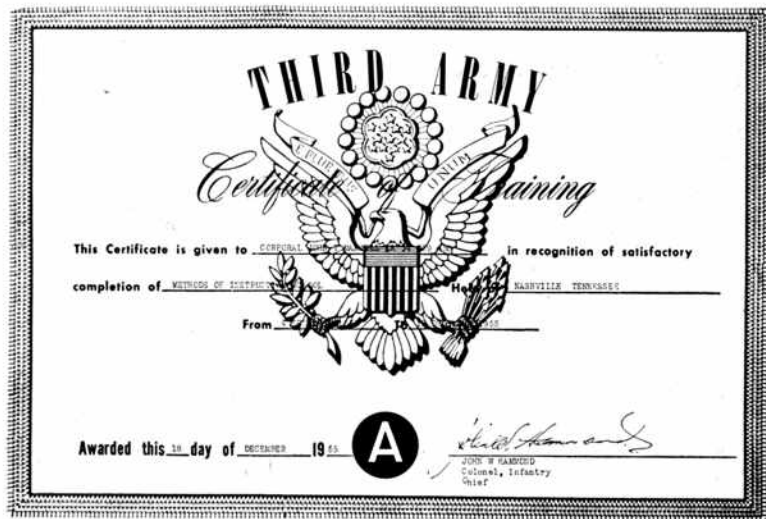 THIRD ARMY
E PLURIBUS UNUM
Certificate of Training
This Certificate is given to CORPORAL in recognition of satisfactory
completion of METHODS OF Held at NASHVILLE TENNESSEE
From To
Awarded this 18 day of DECEMBER 19 55
A
JOHN W HAMMOND
Colonel, Infantry
Chief